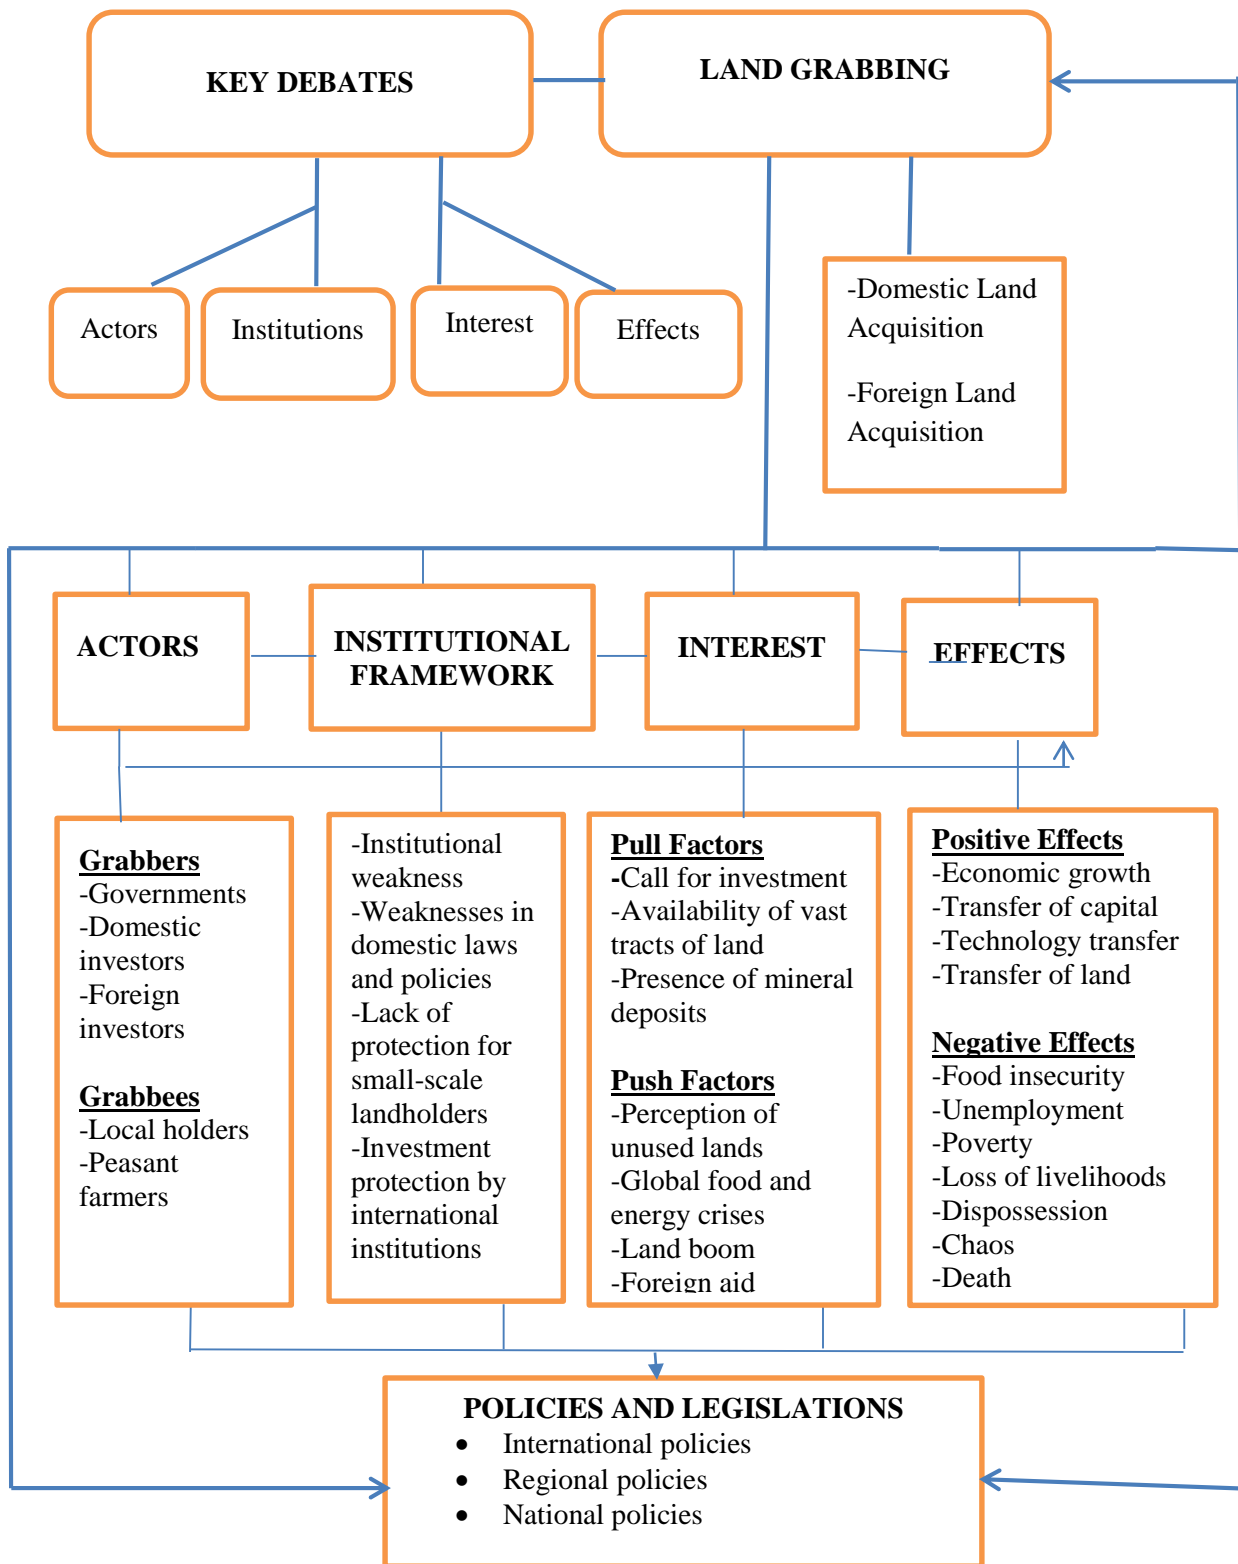 KEY DEBATES
LAND GRABBING
Actors
Institutions
Interest
Effects
-Domestic Land
Acquisition
-Foreign Land
Acquisition
ACTORS
INSTITUTIONAL
FRAMEWORK
INTEREST
EFFECTS
Grabbers
-Governments
-Domestic
investors
-Foreign
investors
Grabbees
-Local holders
-Peasant
farmers
-Institutional
weakness
-Weaknesses in
domestic laws
and policies
-Lack of
protection for
small-scale
landholders
-Investment
protection by
international
institutions
Pull Factors
-Call for investment
-Availability of vast
tracts of land
-Presence of mineral
deposits
Push Factors
-Perception of
unused lands
-Global food and
energy crises
-Land boom
-Foreign aid
Positive Effects
-Economic growth
-Transfer of capital
-Technology transfer
-Transfer of land
Negative Effects
-Food insecurity
-Unemployment
-Poverty
-Loss of livelihoods
-Dispossession
-Chaos
-Death
POLICIES AND LEGISLATIONS
• International policies
• Regional policies
• National policies